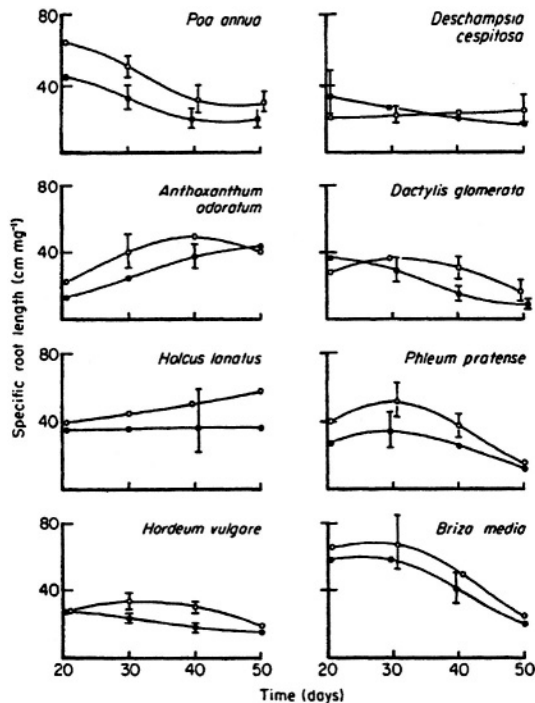 80
40
Poa annua
Deschampsia
cespitosa
80
40
Anthoxanthum
odoratum
Dactylis glomerata
Specific root length (cm mg⁻¹)
80
40
Holcus lanatus
Phleum pratense
80
40
Hordeum vulgare
Briza media
20 30 40 50 20 30 40 50
Time (days)